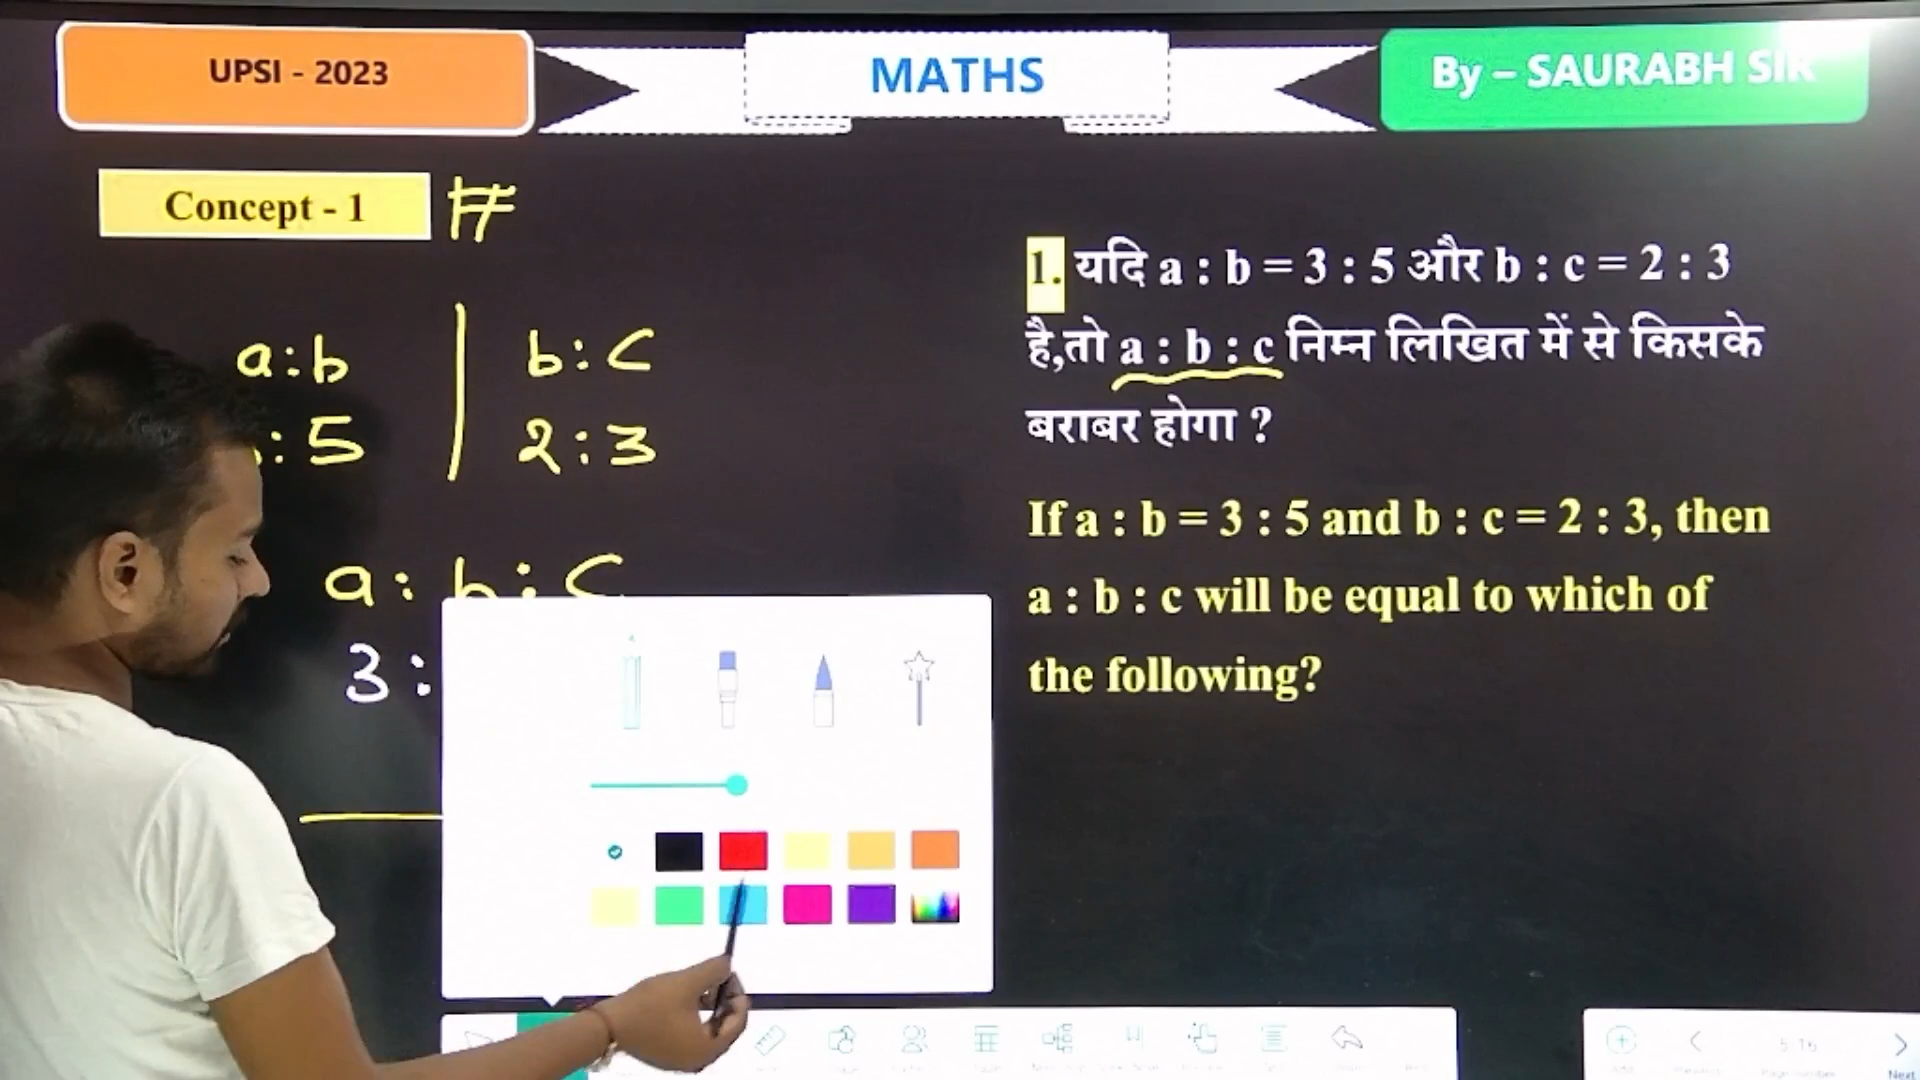 UPSI - 2023
MATHS
By – SAURABH SIR
Concept - 1
a : b
b : c
: 5
2 : 3
a : b : c
3 :
1. यदि a : b = 3 : 5 और b : c = 2 : 3
है,तो a : b : c निम्न लिखित में से किसके
बराबर होगा ?
If a : b = 3 : 5 and b : c = 2 : 3, then
a : b : c will be equal to which of
the following?
Next